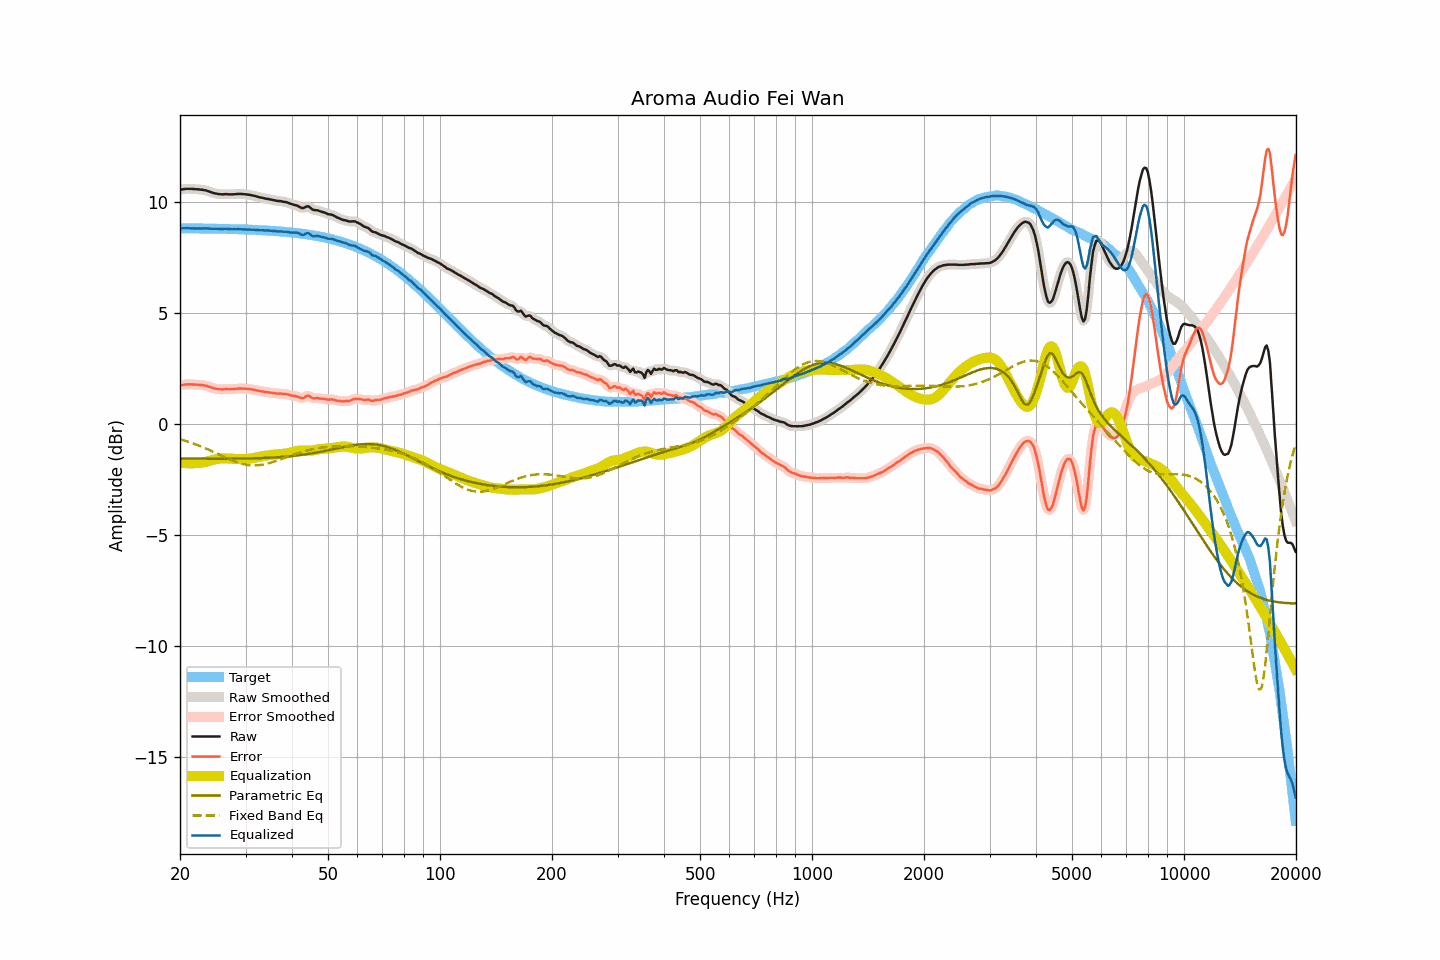 Aroma Audio Fei Wan
10
5
0
−5
−10
−15
Amplitude (dBr)
Target
Raw Smoothed
Error Smoothed
Raw
Error
Equalization
Parametric Eq
Fixed Band Eq
Equalized
20 50 100 200 500 1000 2000 5000 10000 20000
Frequency (Hz)